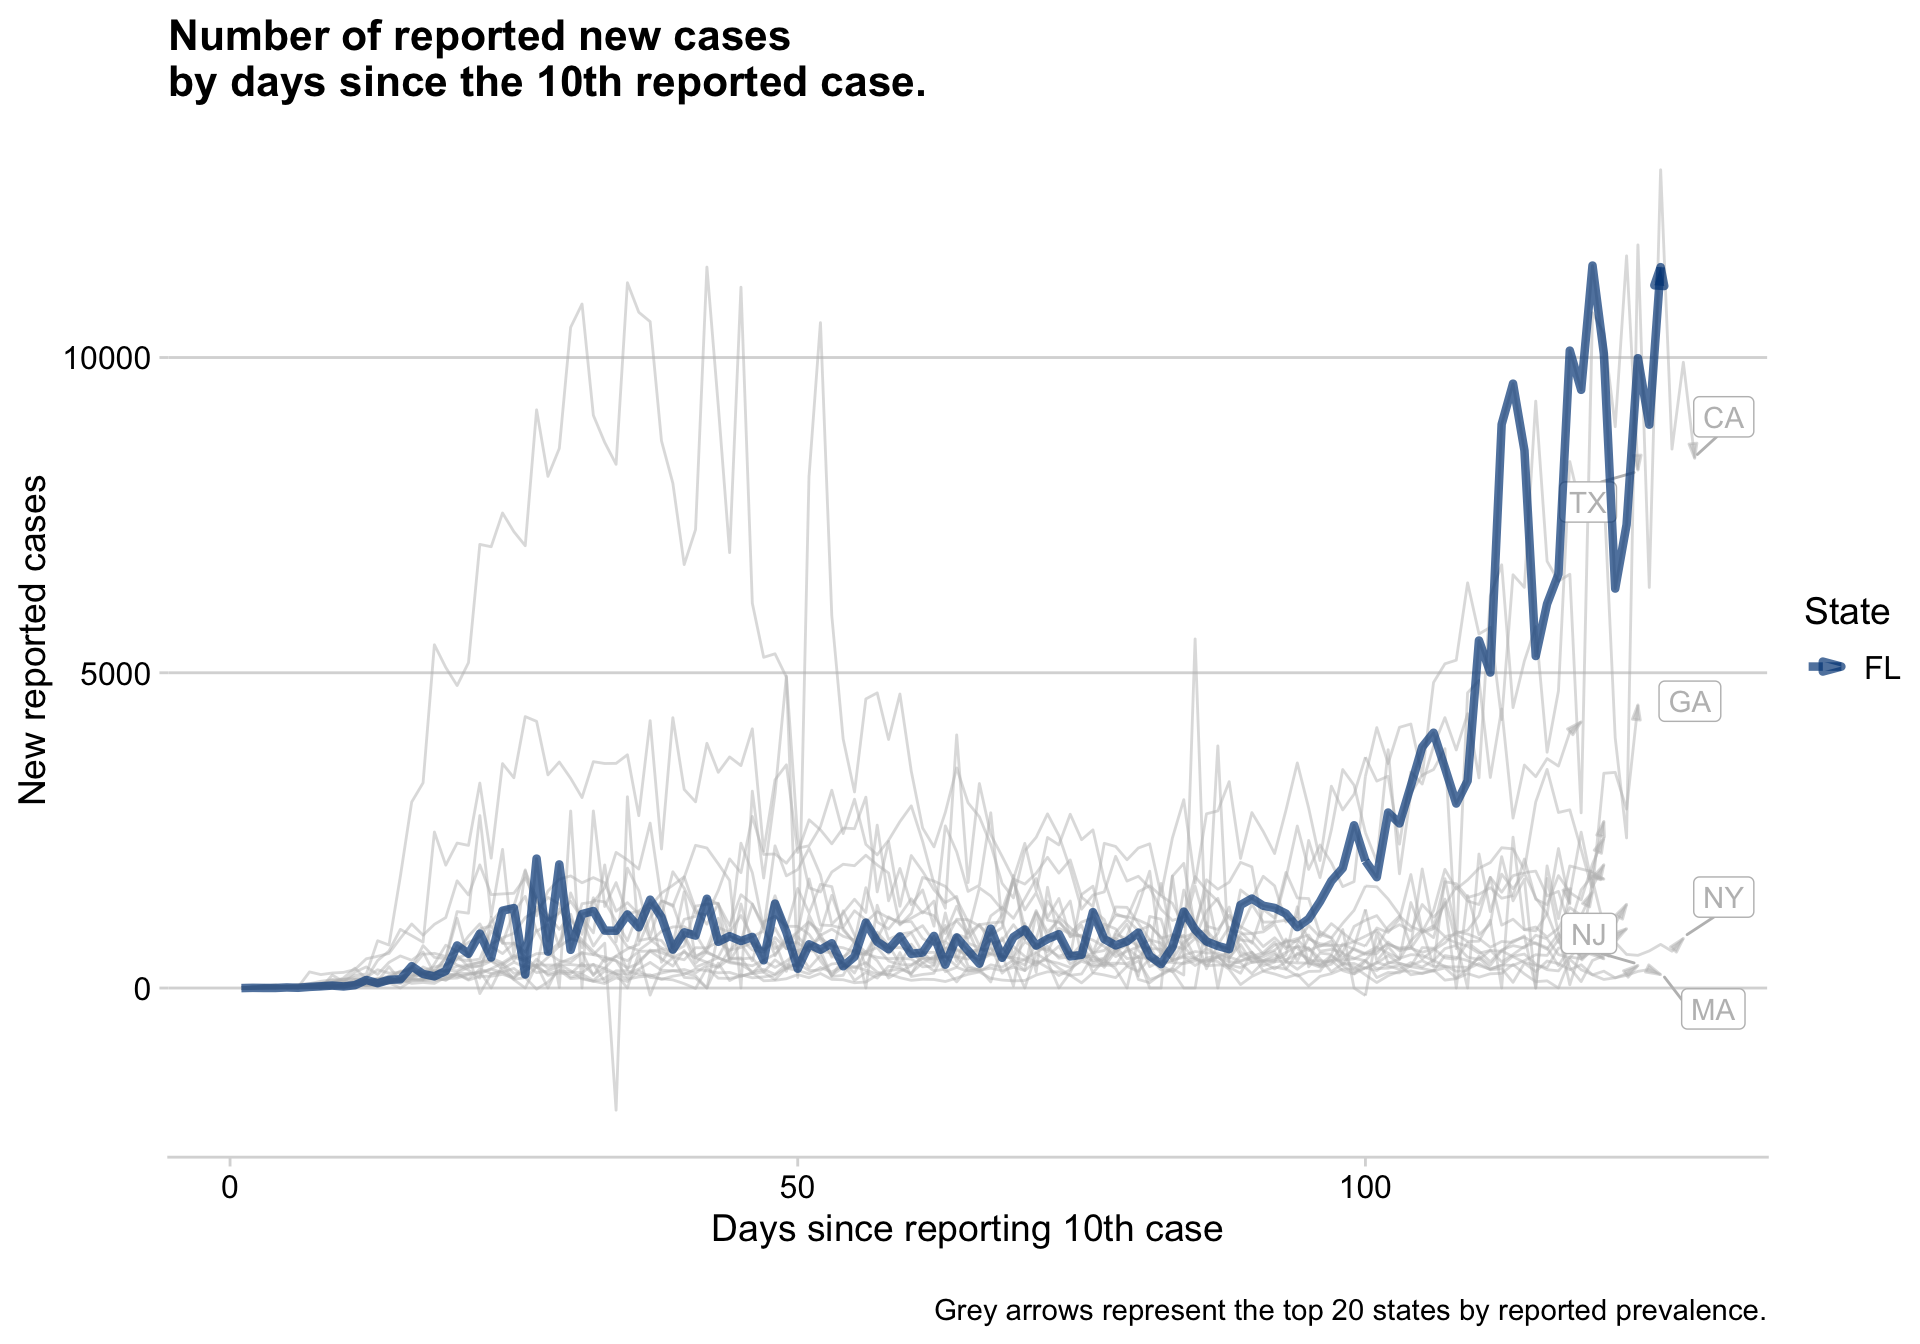 Number of reported new cases
by days since the 10th reported case.
New reported cases
10000
5000
0
CA
TX
GA
NY
NJ
MA
State
FL
0
50
100
Days since reporting 10th case
Grey arrows represent the top 20 states by reported prevalence.